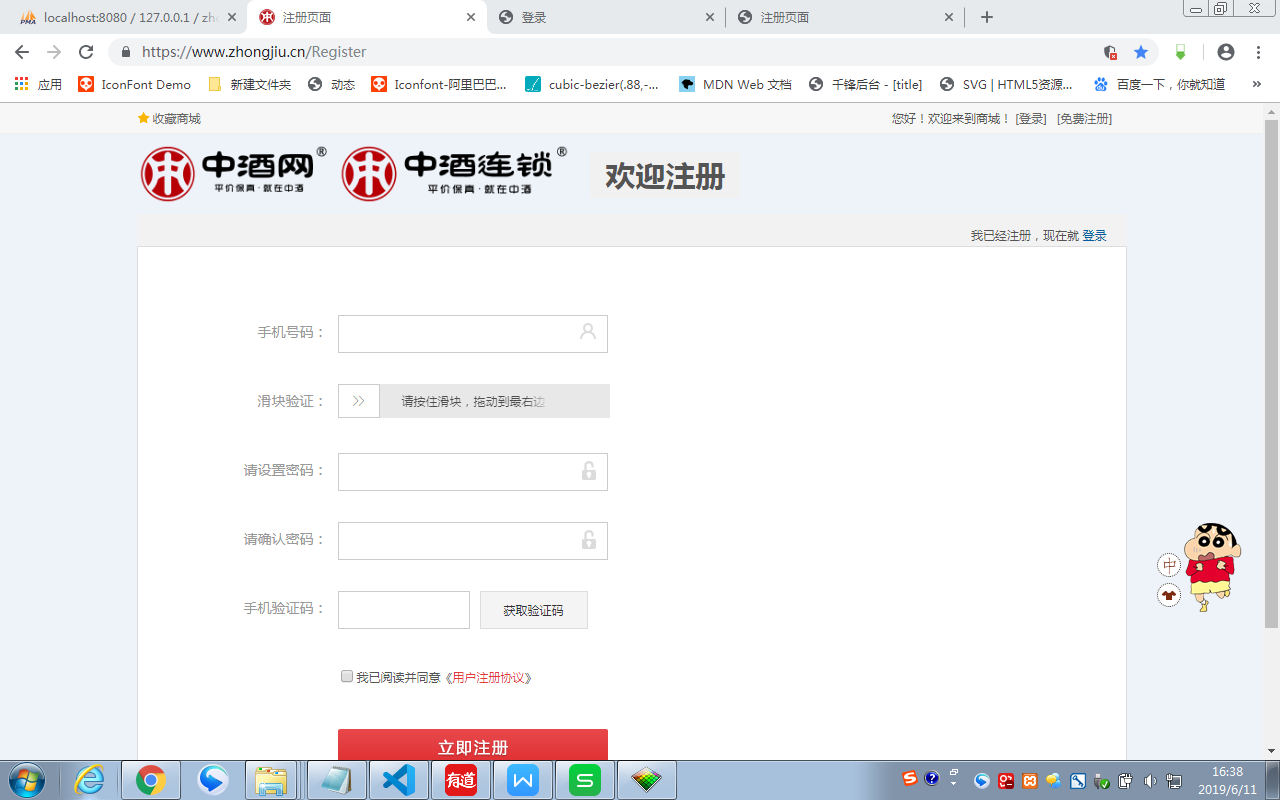 localhost:8080 / 127.0.0.1 / zh
注册页面
登录
注册页面
https://www.zhongjiu.cn/Register
应用
IconFont Demo
新建文件夹
动态
Iconfont-阿里巴巴...
cubic-bezier(.88,-...
MDN Web 文档
千锋后台 - [title]
SVG | HTML5资源...
百度一下，你就知道
»
收藏商城
您好！欢迎来到商城！ [登录] [免费注册]
中酒网®
平价保真·就在中酒
中酒连锁®
平价保真·就在中酒
欢迎注册
我已经注册，现在就 登录
手机号码：
滑块验证：
请按住滑块，拖动到最右边
请设置密码：
请确认密码：
手机验证码：
获取验证码
我已阅读并同意《用户注册协议》
立即注册
中
有道
W
S
16:38
2019/6/11